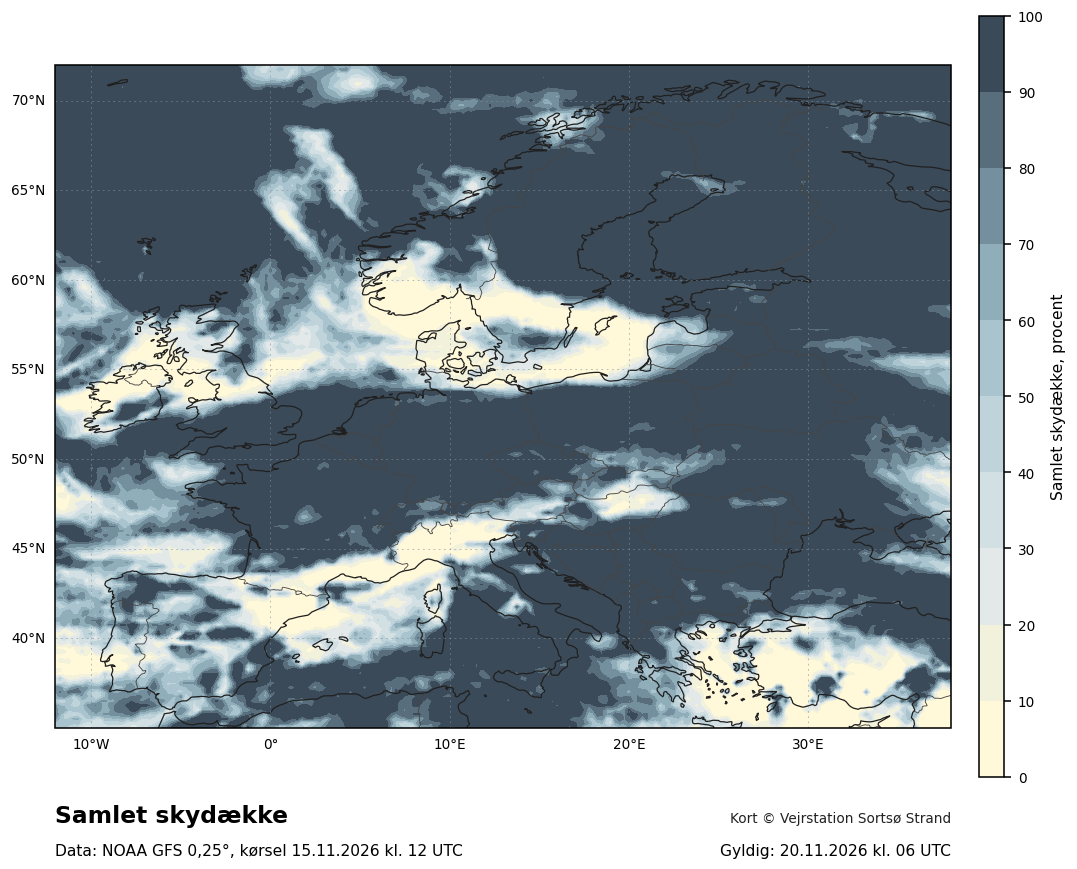 70°N
65°N
60°N
55°N
50°N
45°N
40°N
10°W
0°
10°E
20°E
30°E
100
90
80
70
60
50
40
30
20
10
0
Samlet skydække, procent
Samlet skydække
Kort © Vejrstation Sortsø Strand
Data: NOAA GFS 0,25°, kørsel 15.11.2026 kl. 12 UTC
Gyldig: 20.11.2026 kl. 06 UTC